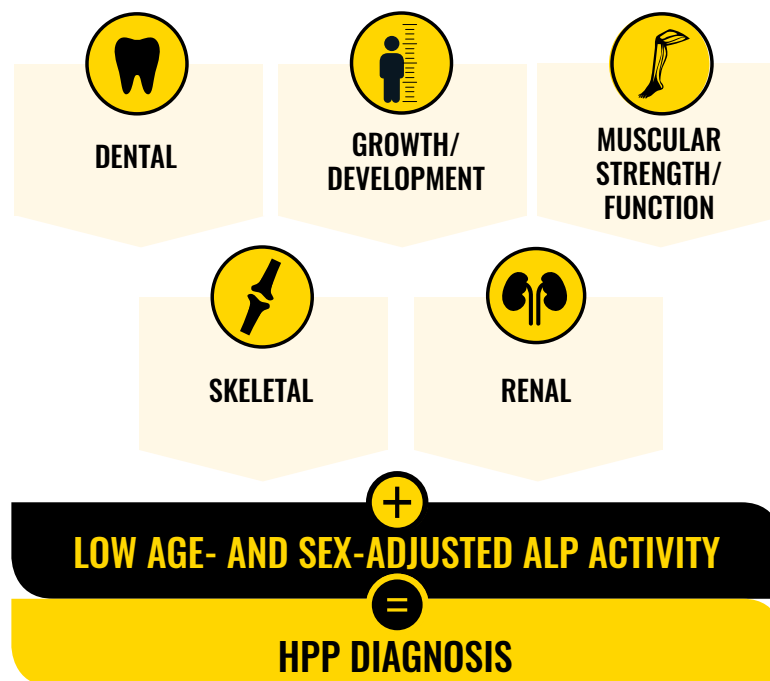 DENTAL
GROWTH/
DEVELOPMENT
MUSCULAR
STRENGTH/
FUNCTION
SKELETAL
RENAL
+
LOW AGE- AND SEX-ADJUSTED ALP ACTIVITY
=
HPP DIAGNOSIS